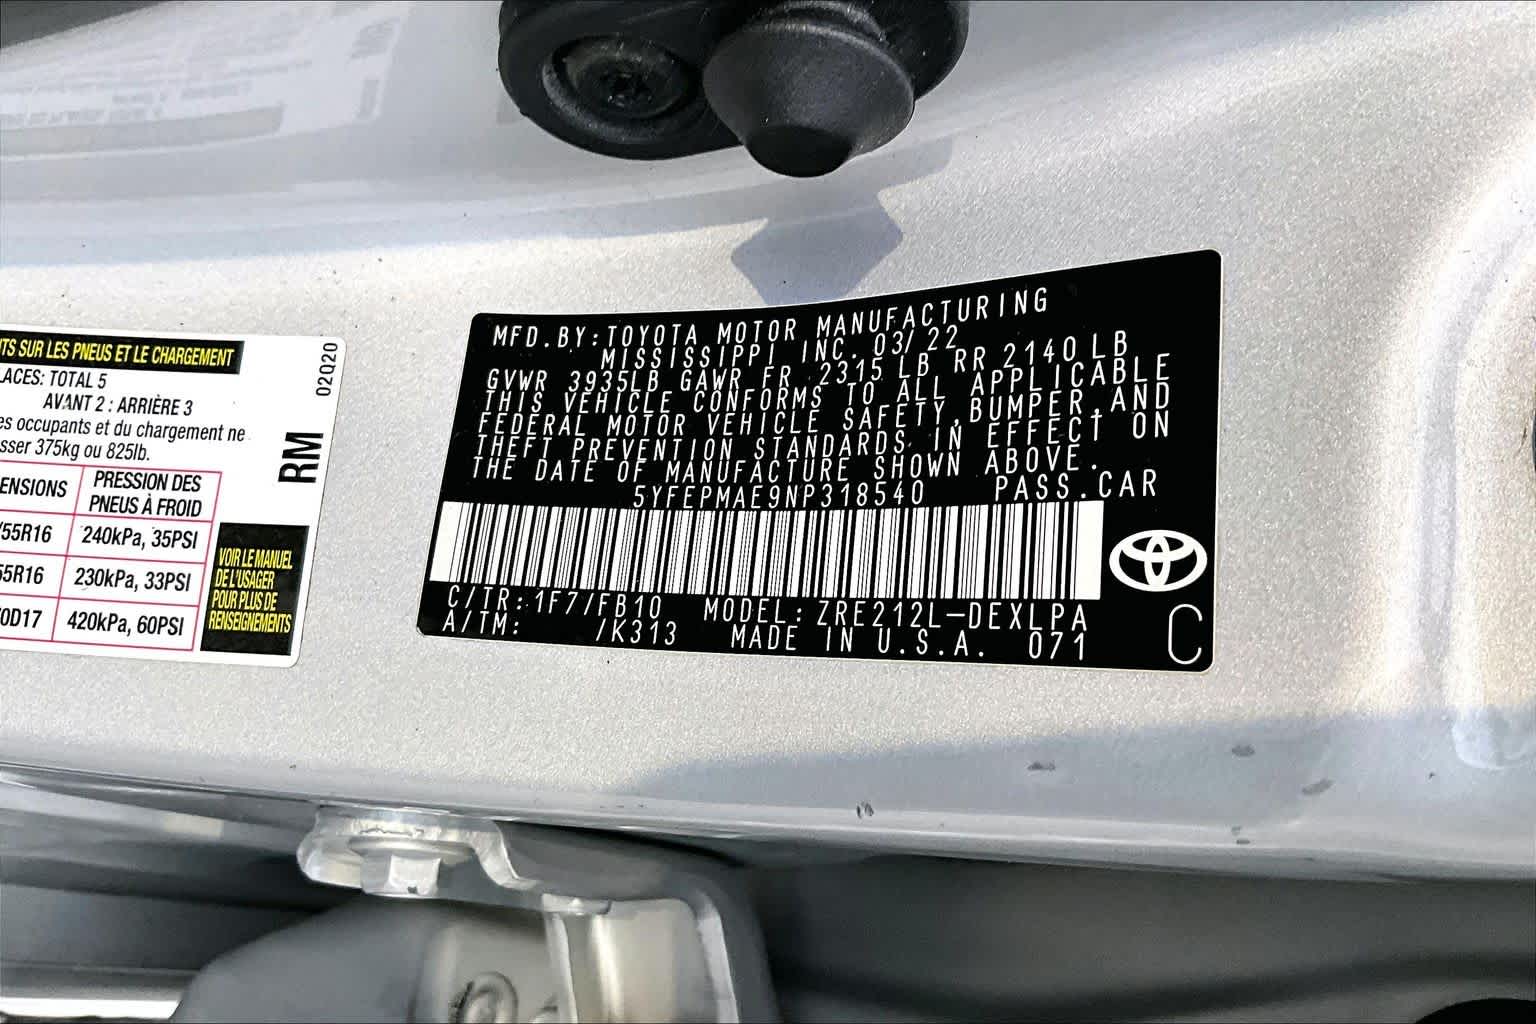 TS SUR LES PNEUS ET LE CHARGEMENT
LACES: TOTAL 5
AVANT 2 : ARRIÈRE 3
es occupants et du chargement ne
sser 375kg ou 825lb.
ENSIONS
PRESSION DES
PNEUS À FROID
/55R16
240kPa, 35PSI
55R16
230kPa, 33PSI
0D17
420kPa, 60PSI
02Q20
RM
VOIR LE MANUEL
DE L'USAGER
POUR PLUS DE
RENSEIGNEMENTS
MFD.BY:TOYOTA MOTOR MANUFACTURING
MISSISSIPPI INC. 03/22
GVWR 3935LB GAWR FR 2315 LB RR 2140 LB
THIS VEHICLE CONFORMS TO ALL APPLICABLE
FEDERAL MOTOR VEHICLE SAFETY,BUMPER,AND
THEFT PREVENTION STANDARDS IN EFFECT ON
THE DATE OF MANUFACTURE SHOWN ABOVE.
5YFEPMAE9NP318540 PASS.CAR
C/TR:1F7/FB10 MODEL:ZRE212L-DEXLPA
A/TM: /K313 MADE IN U.S.A. 071
C